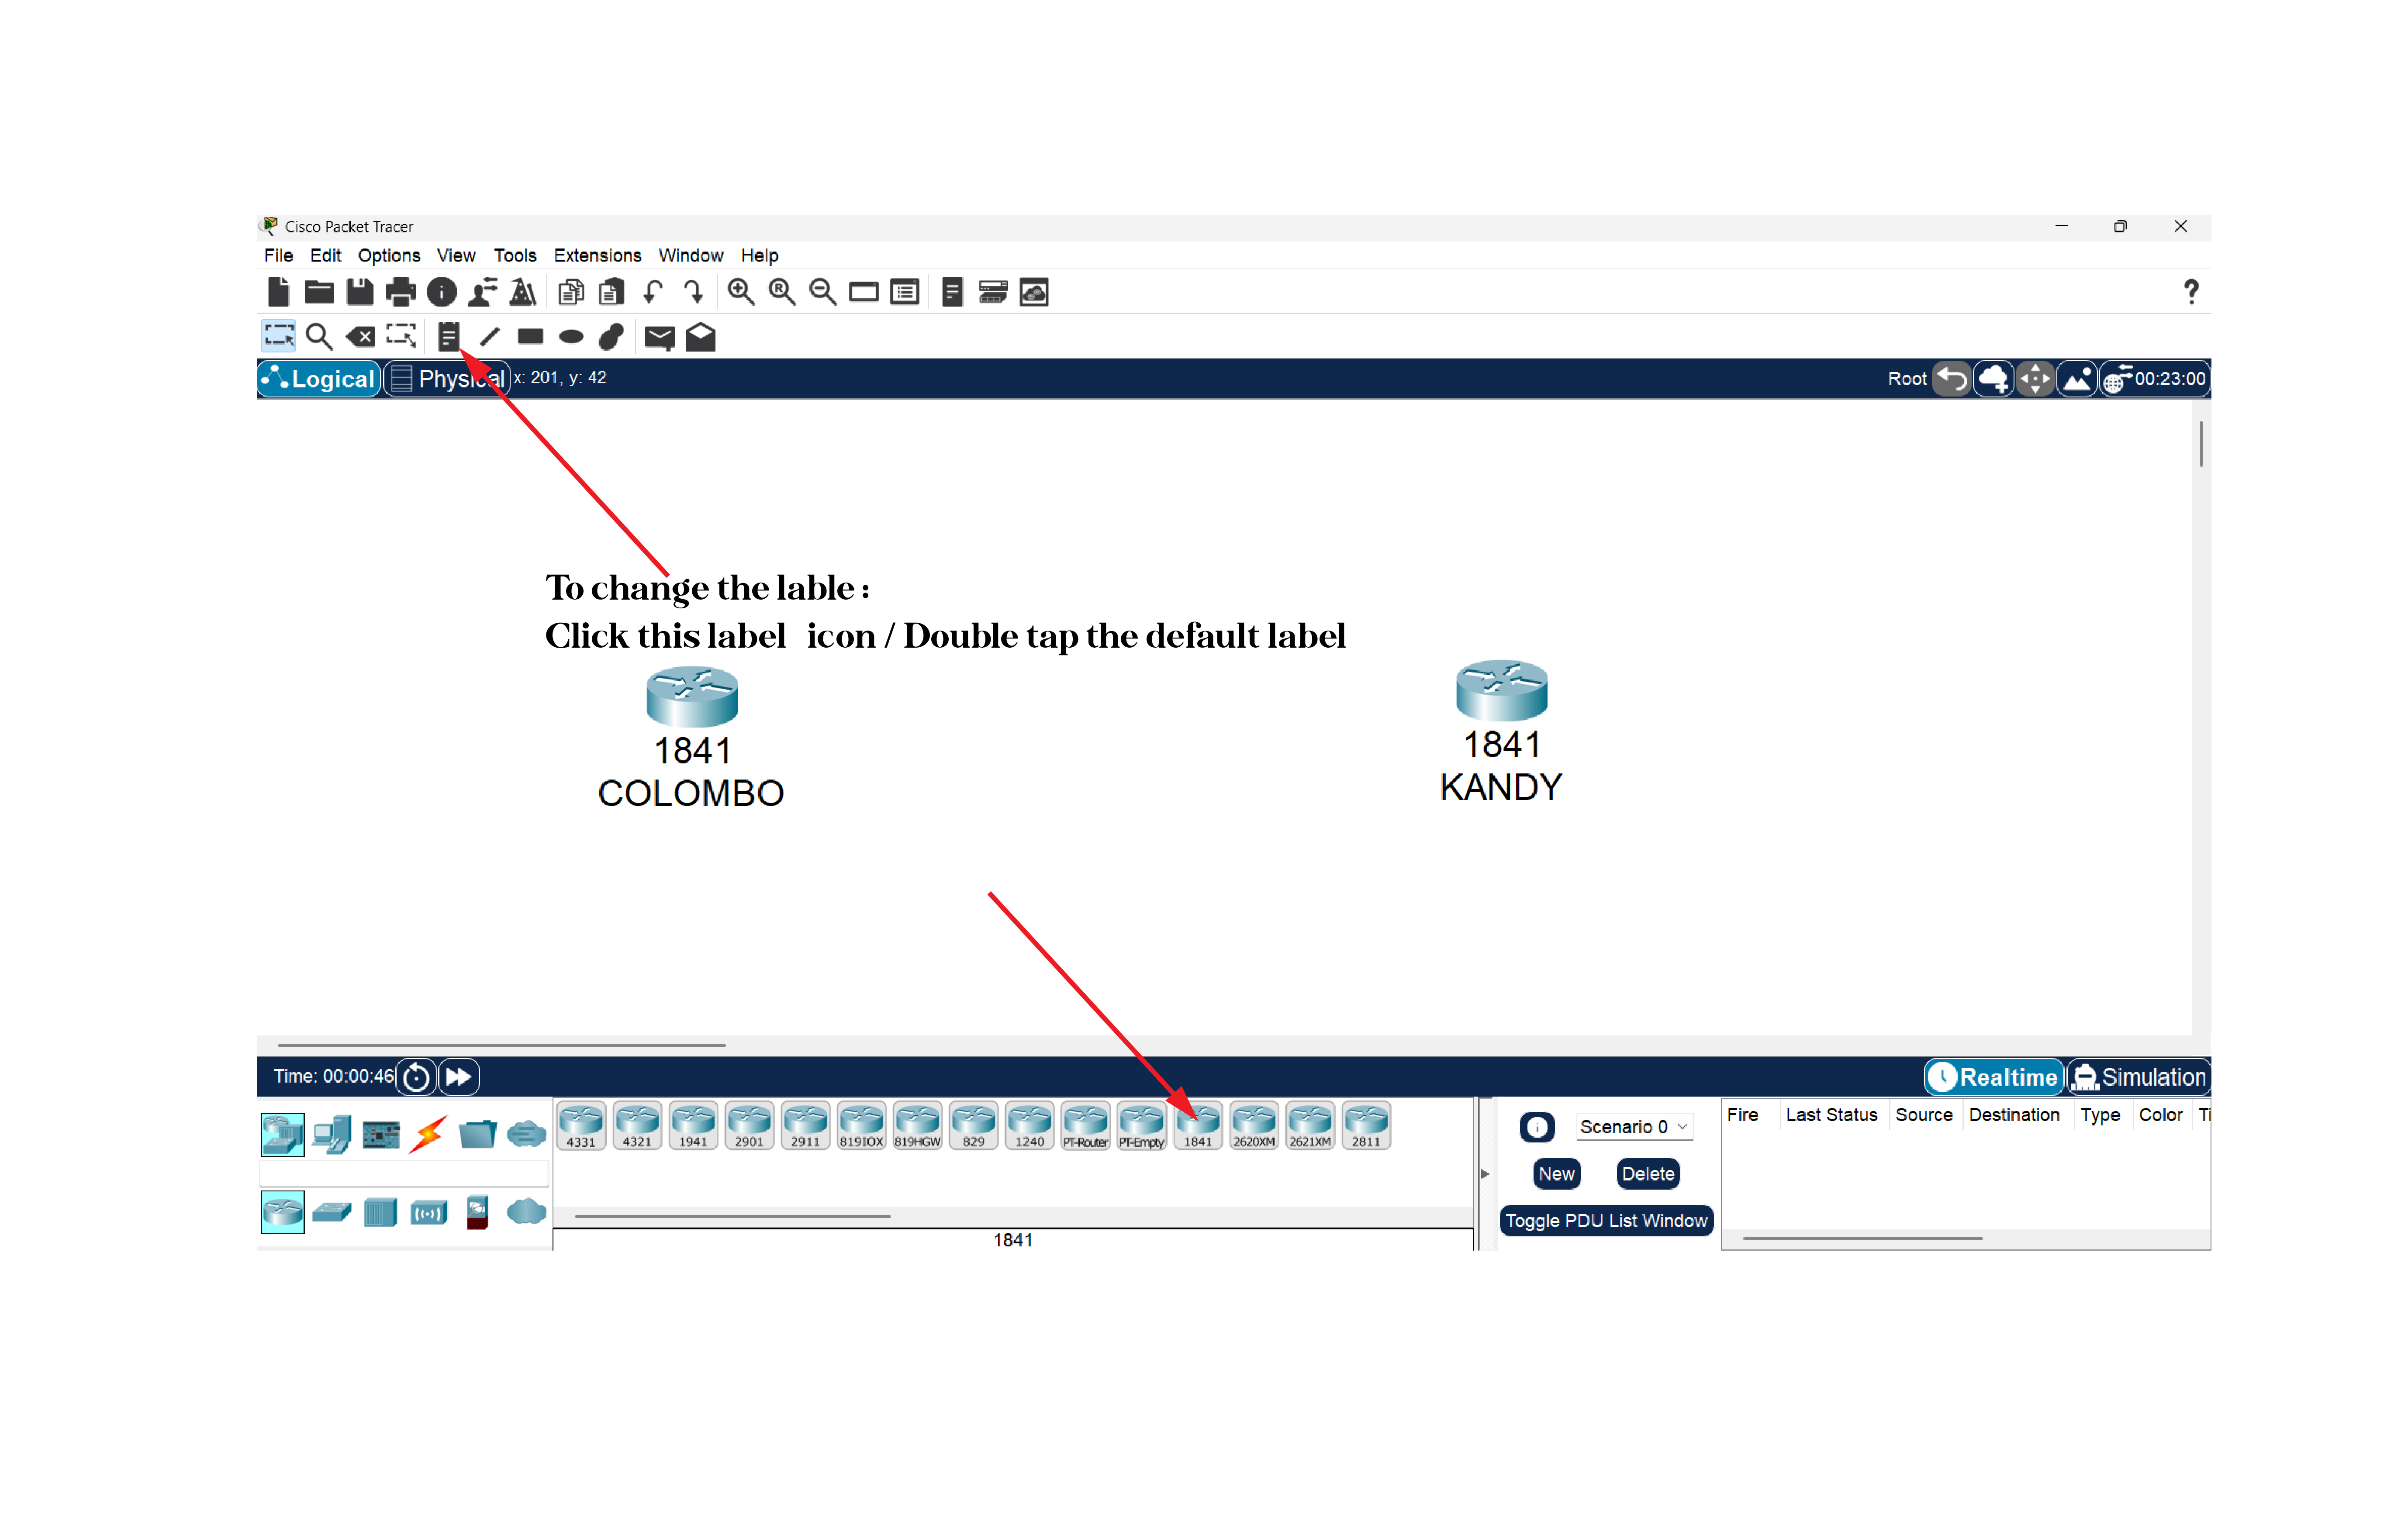 Cisco Packet Tracer
File Edit Options View Tools Extensions Window Help
Logical Physical x: 201, y: 42 Root 00:23:00
To change the lable :
Click this label icon / Double tap the default label
1841
COLOMBO
1841
KANDY
Time: 00:00:46 Realtime Simulation
4331 4321 1941 2901 2911 819IOX 819HGW 829 1240 PT-Router PT-Empty 1841 2620XM 2621XM 2811
1841
Scenario 0
New Delete
Toggle PDU List Window
Fire Last Status Source Destination Type Color Ti